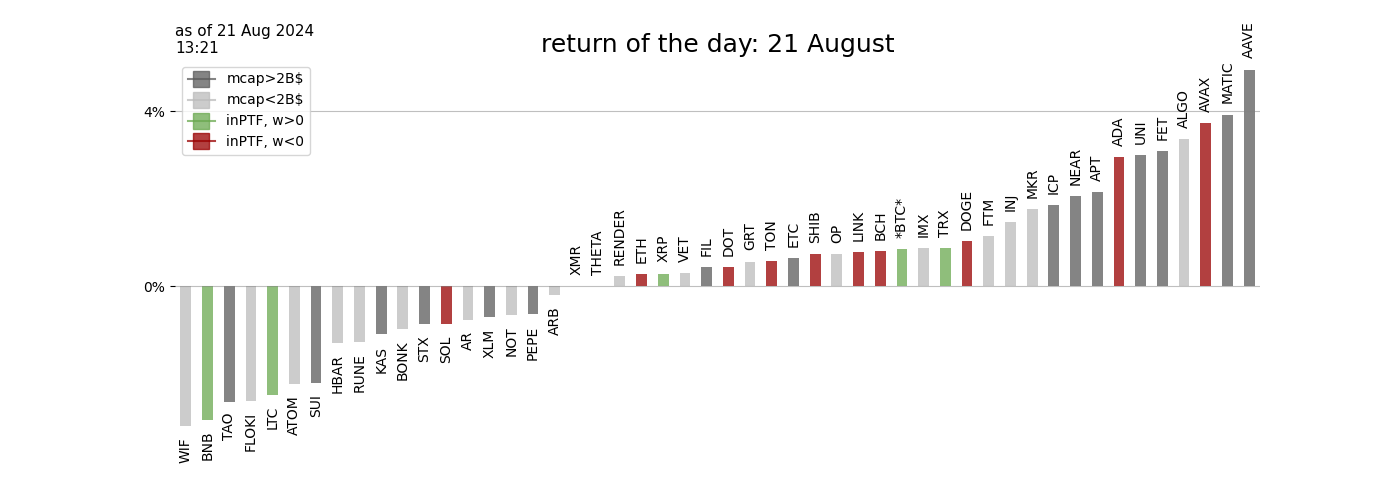 as of 21 Aug 2024
13:21
return of the day: 21 August
mcap>2B$
mcap<2B$
inPTF, w>0
inPTF, w<0
4%
0%
WIF
BNB
TAO
FLOKI
LTC
ATOM
SUI
HBAR
RUNE
KAS
BONK
STX
SOL
AR
XLM
NOT
PEPE
ARB
XMR
THETA
RENDER
ETH
XRP
VET
FIL
DOT
GRT
TON
ETC
SHIB
OP
LINK
BCH
*BTC*
IMX
TRX
DOGE
FTM
INJ
MKR
ICP
NEAR
APT
ADA
UNI
FET
ALGO
AVAX
MATIC
AAVE